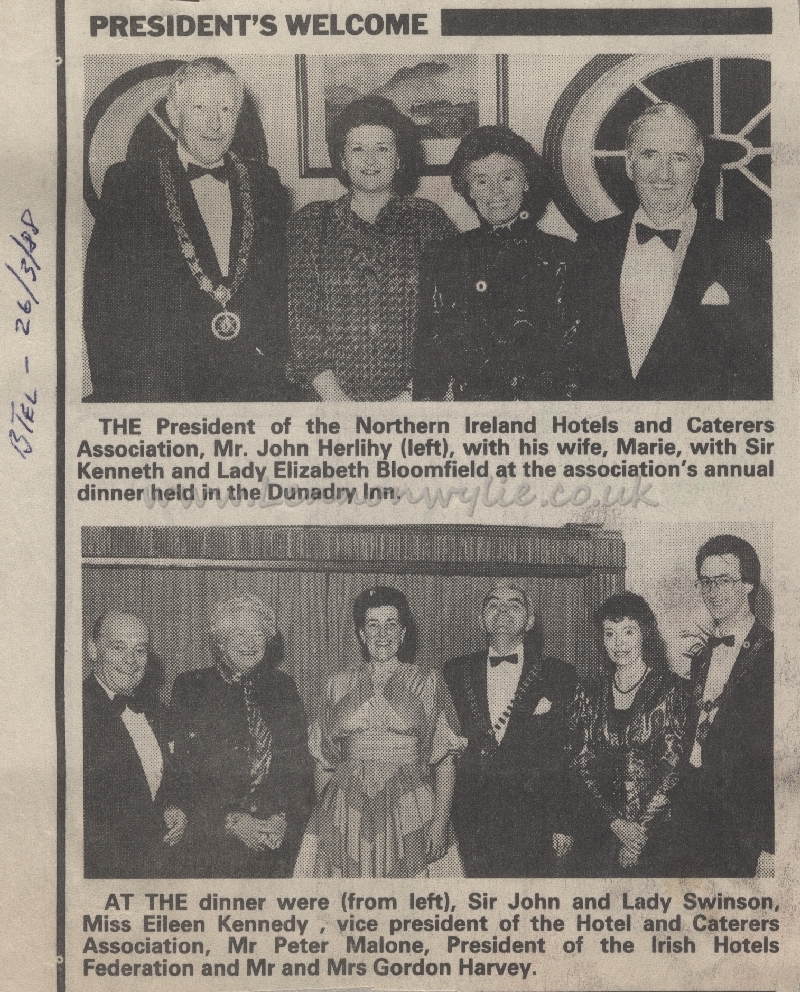 PRESIDENT'S WELCOME
BTEL - 26/3/88
THE President of the Northern Ireland Hotels and Caterers
Association, Mr. John Herlihy (left), with his wife, Marie, with Sir
Kenneth and Lady Elizabeth Bloomfield at the association's annual
dinner held in the Dunadry Inn.
www.Lennonwylie.co.uk
AT THE dinner were (from left), Sir John and Lady Swinson,
Miss Eileen Kennedy , vice president of the Hotel and Caterers
Association, Mr Peter Malone, President of the Irish Hotels
Federation and Mr and Mrs Gordon Harvey.